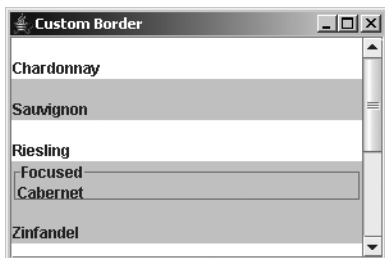 Custom Border
Chardonnay
Sauvignon
Riesling
Focused
Cabernet
Zinfandel